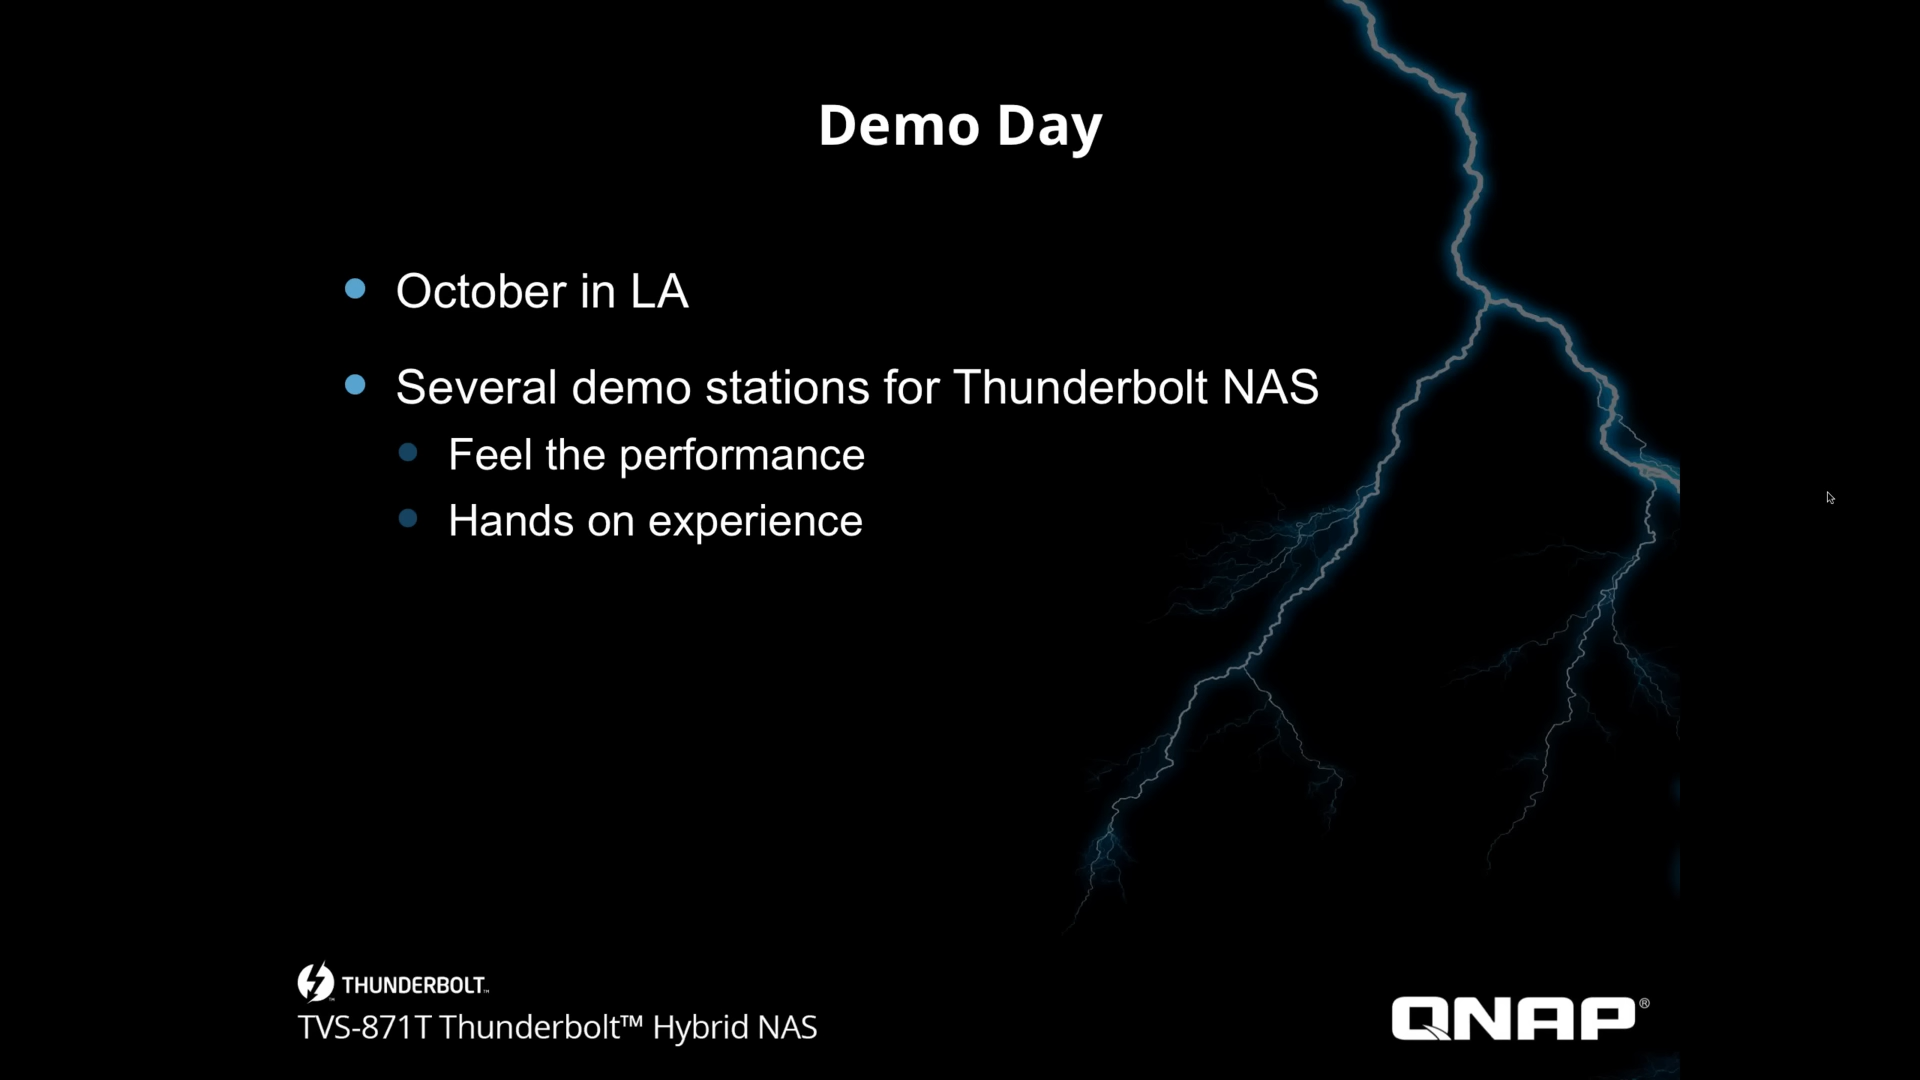 Demo Day
October in LA
Several demo stations for Thunderbolt NAS
Feel the performance
Hands on experience
THUNDERBOLT™
TVS-871T Thunderbolt™ Hybrid NAS
QNAP®